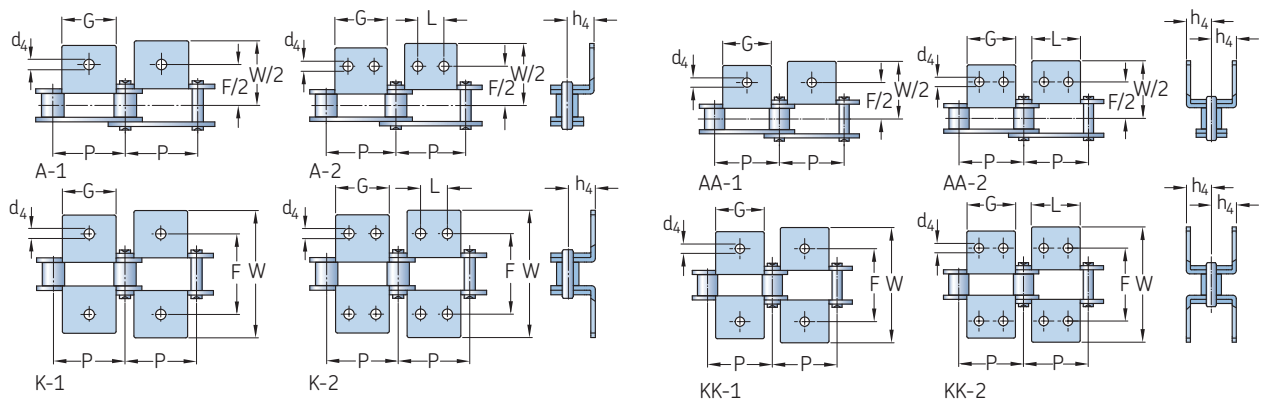 G
d4
W/2
F/2
P P
A-1
G L
d4
W/2
F/2
P P
A-2
h4
G
d4
W/2
F/2
P P
AA-1
G L
d4
W/2
F/2
P P
AA-2
h4
h4
G
d4
F W
P P
K-1
G L
d4
F W
P P
K-2
h4
G
d4
F W
P P
KK-1
G L
d4
F W
P P
KK-2
h4
h4